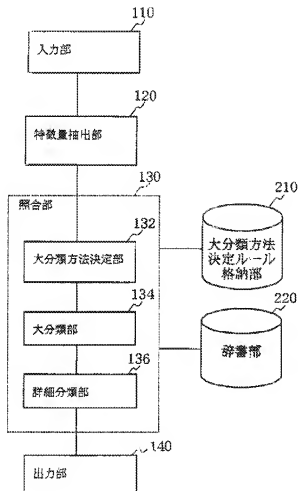 110
入力部
120
特徴量抽出部
130
照合部
132
大分類方法決定部
134
大分類部
136
詳細分類部
140
出力部
210
大分類方法
決定ルール
格納部
220
辞書部